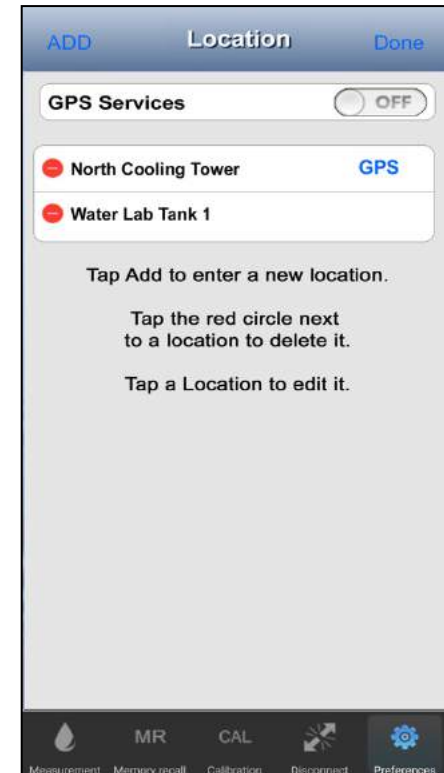 ADD Location Done
GPS Services OFF
North Cooling Tower GPS
Water Lab Tank 1
Tap Add to enter a new location.
Tap the red circle next
to a location to delete it.
Tap a Location to edit it.
MR CAL
Measurement Memory recall Calibration Disconnect Preferences